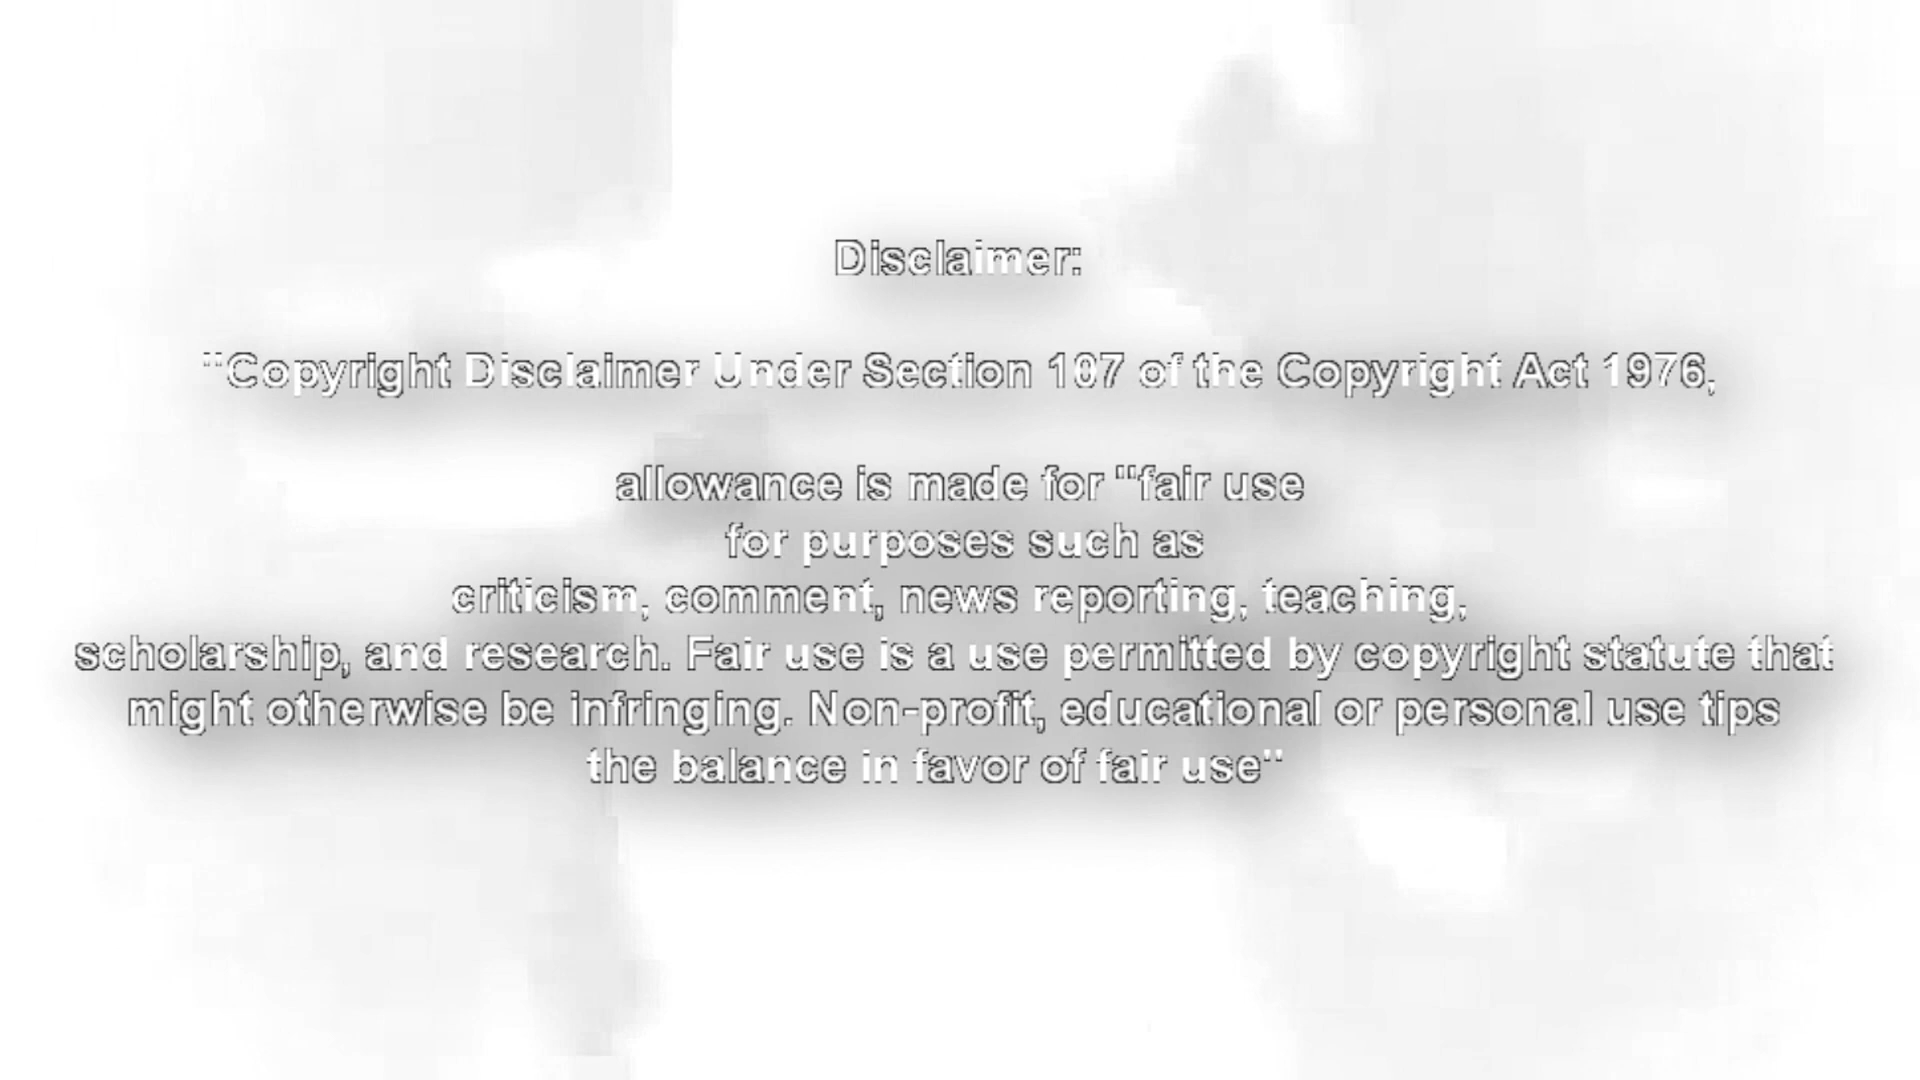 Disclaimer:
"Copyright Disclaimer Under Section 107 of the Copyright Act 1976,
allowance is made for "fair use
for purposes such as
criticism, comment, news reporting, teaching,
scholarship, and research. Fair use is a use permitted by copyright statute that
might otherwise be infringing. Non-profit, educational or personal use tips
the balance in favor of fair use"